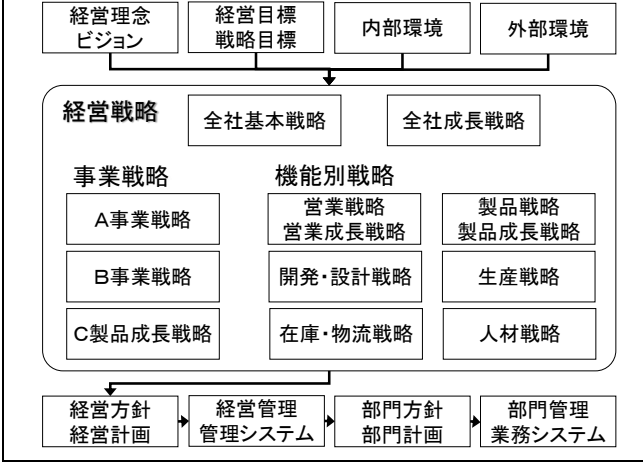 経営理念
ビジョン
経営目標
戦略目標
内部環境
外部環境
経営戦略
全社基本戦略
全社成長戦略
事業戦略
機能別戦略
A事業戦略
営業戦略
営業成長戦略
製品戦略
製品成長戦略
B事業戦略
開発・設計戦略
生産戦略
C製品成長戦略
在庫・物流戦略
人材戦略
経営方針
経営計画
経営管理
管理システム
部門方針
部門計画
部門管理
業務システム